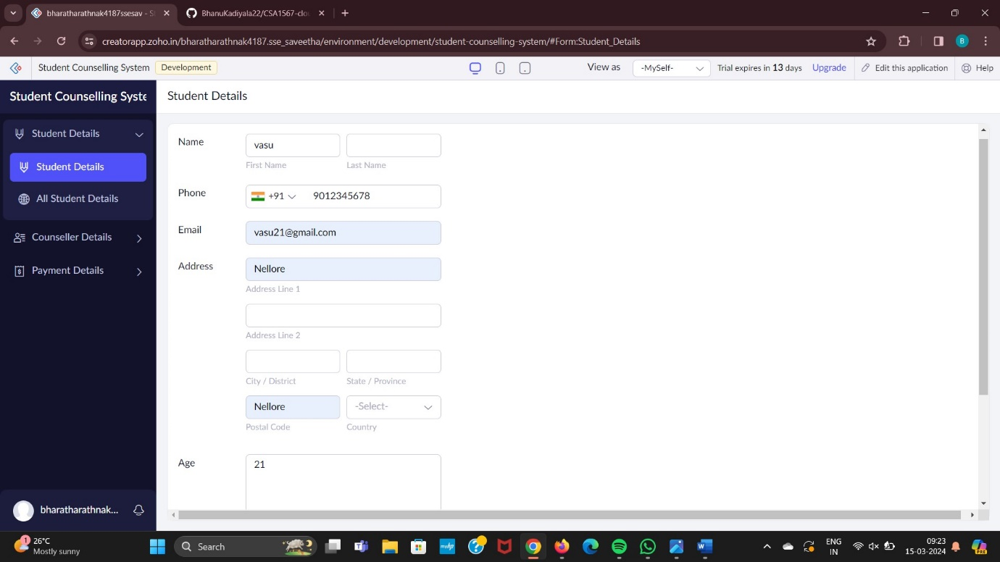 bharatharathnak4187ssesav - S
BhanuKadiyala22/CSA1567-clo
creatorapp.zoho.in/bharatharathnak4187.sse_saveetha/environment/development/student-counselling-system/#Form:Student_Details
B
Student Counselling System
Development
View as
-MySelf-
Trial expires in 13 days
Upgrade
Edit this application
Help
Student Counselling Syste
Student Details
Student Details
Student Details
All Student Details
Counseller Details
Payment Details
Name
vasu
First Name
Last Name
Phone
+91
9012345678
Email
vasu21@gmail.com
Address
Nellore
Address Line 1
Address Line 2
City / District
State / Province
Nellore
-Select-
Postal Code
Country
Age
21
bharatharathnak...
1
26°C
Mostly sunny
Search
myhp
W
ENG
IN
09:23
15-03-2024
PRE